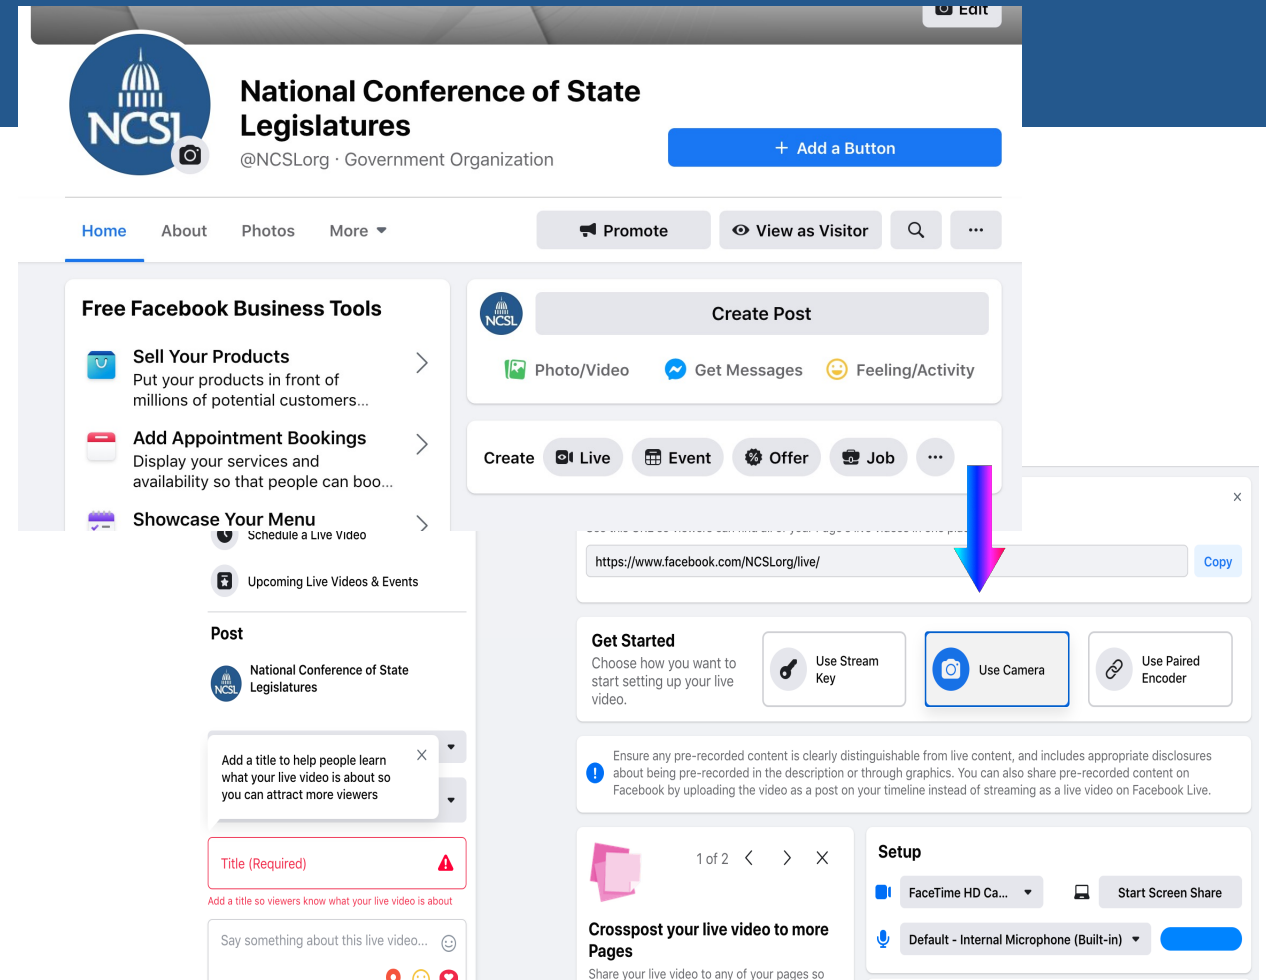 Edit
NCSL
National Conference of State
Legislatures
@NCSLorg · Government Organization
+ Add a Button
Home
About
Photos
More
Promote
View as Visitor
...
Free Facebook Business Tools
Sell Your Products
Put your products in front of
millions of potential customers...
Add Appointment Bookings
Display your services and
availability so that people can boo...
Showcase Your Menu
NCSL
Create Post
Photo/Video
Get Messages
Feeling/Activity
Create
Live
Event
Offer
Job
...
Schedule a Live Video
Upcoming Live Videos & Events
Post
NCSL
National Conference of State
Legislatures
Add a title to help people learn
what your live video is about so
you can attract more viewers
Title (Required)
Add a title so viewers know what your live video is about
Say something about this live video...
https://www.facebook.com/NCSLorg/live/
Copy
Get Started
Choose how you want to
start setting up your live
video.
Use Stream
Key
Use Camera
Use Paired
Encoder
Ensure any pre-recorded content is clearly distinguishable from live content, and includes appropriate disclosures
about being pre-recorded in the description or through graphics. You can also share pre-recorded content on
Facebook by uploading the video as a post on your timeline instead of streaming as a live video on Facebook Live.
1 of 2
Crosspost your live video to more
Pages
Share your live video to any of your pages so
Setup
FaceTime HD Ca...
Start Screen Share
Default - Internal Microphone (Built-in)